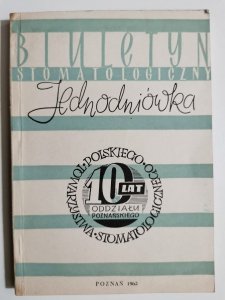 BIULETYN
STOMATOLOGICZNY
Jednodniówka
POLSKIEGO
TOWARZYSTWA • STOMATOLOGICZNEGO
10 LAT
ODDZIAŁU
POZNAŃSKIEGO
POZNAŃ 1962